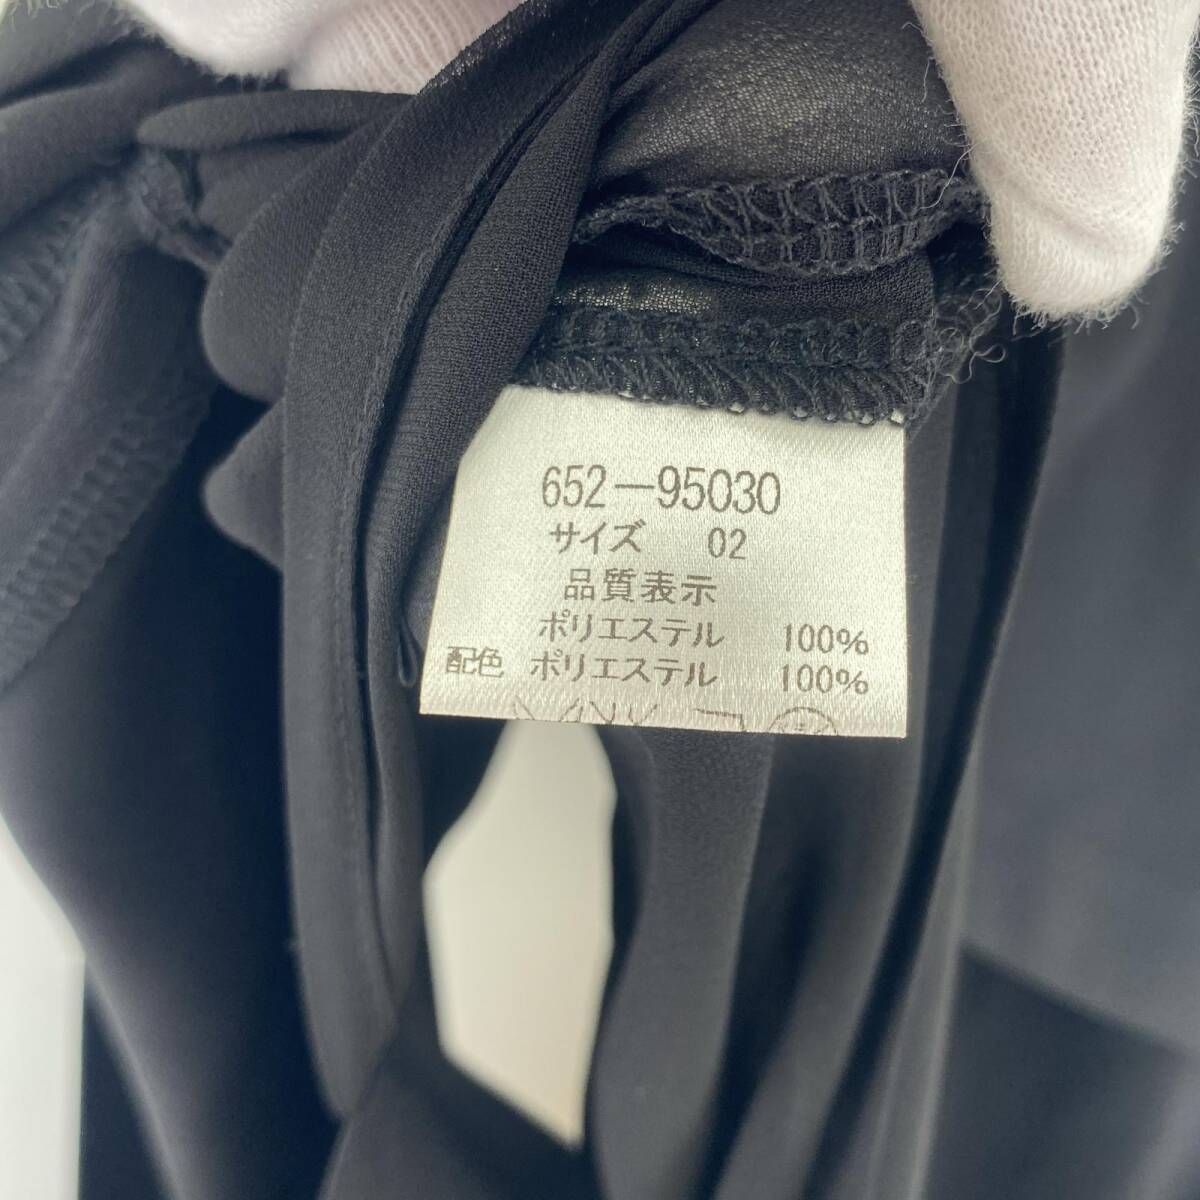 652-95030
サイズ 02
品質表示
ポリエステル 100%
配色 ポリエステル 100%